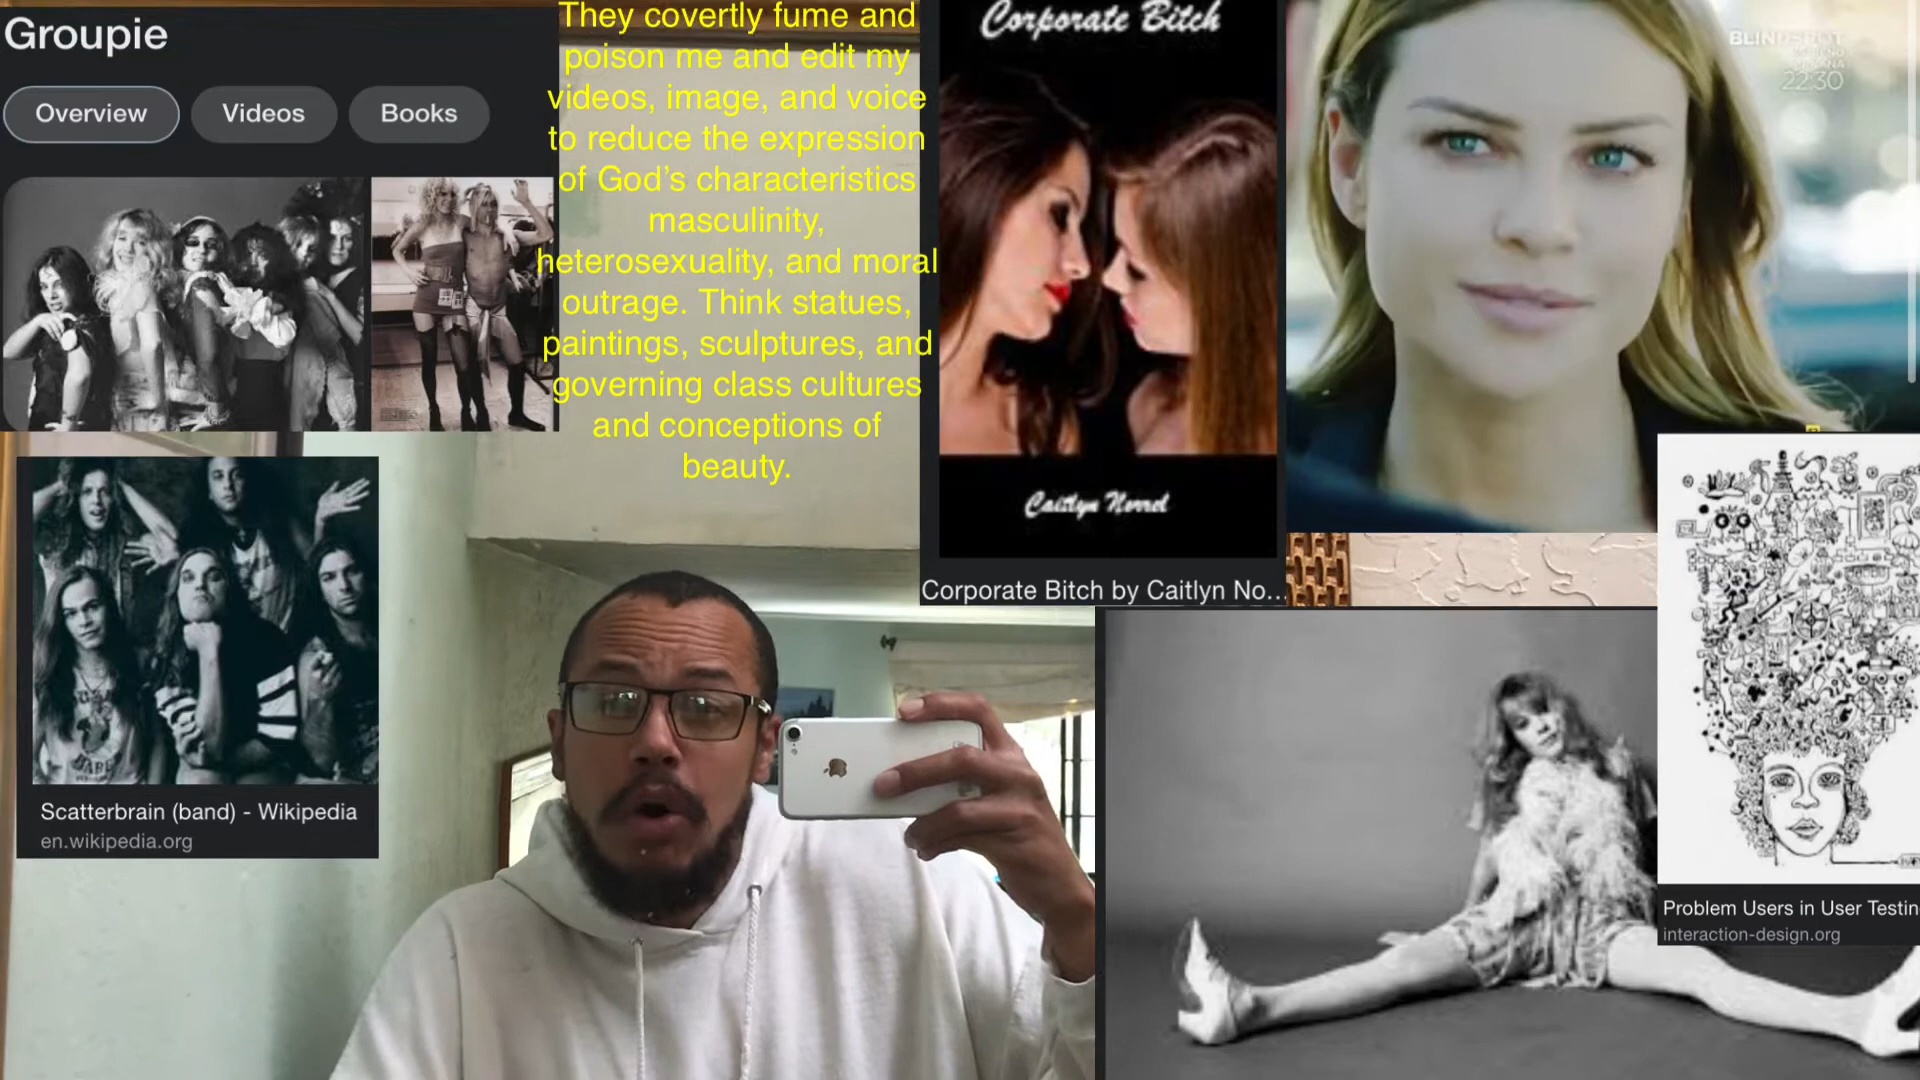 Groupie
Overview
Videos
Books
They covertly fume and
poison me and edit my
videos, image, and voice
to reduce the expression
of God's characteristics
masculinity,
heterosexuality, and moral
outrage. Think statues,
paintings, sculptures, and
governing class cultures
and conceptions of
beauty.
Corporate Bitch
Caitlyn Norrel
Corporate Bitch by Caitlyn No...
BLINDSPOT
22:30
Scatterbrain (band) - Wikipedia
en.wikipedia.org
Problem Users in User Testin
interaction-design.org